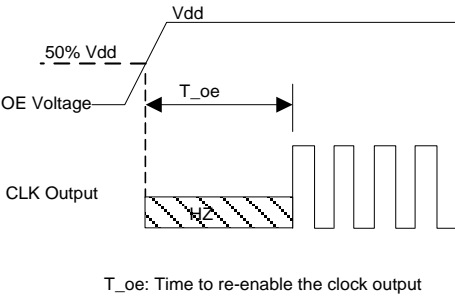 Vdd
50% Vdd
T_oe
OE Voltage
CLK Output
HZ
T_oe: Time to re-enable the clock output